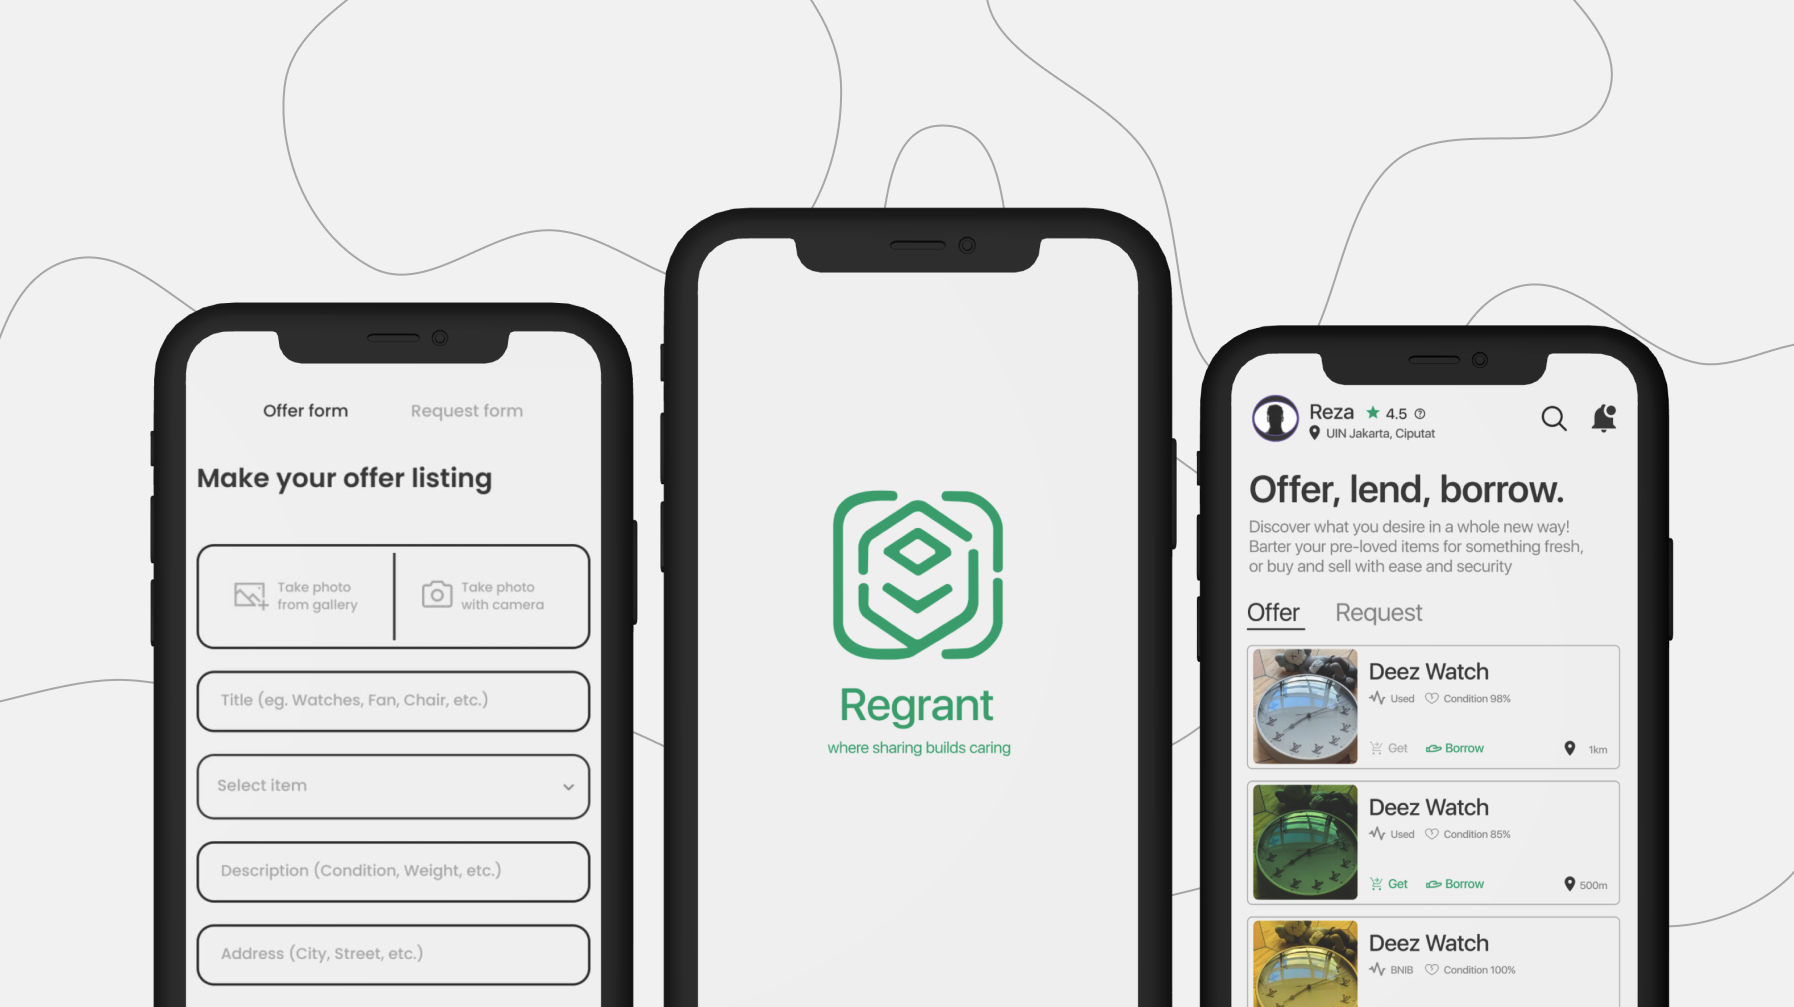 Offer form
Request form
Make your offer listing
Take photo
from gallery
Take photo
with camera
Title (eg. Watches, Fan, Chair, etc.)
Select item
Description (Condition, Weight, etc.)
Address (City, Street, etc.)
Regrant
where sharing builds caring
Reza 4.5
UIN Jakarta, Ciputat
Offer, lend, borrow.
Discover what you desire in a whole new way!
Barter your pre-loved items for something fresh,
or buy and sell with ease and security
Offer Request
Deez Watch
Used Condition 98%
Get Borrow 1km
Deez Watch
Used Condition 85%
Get Borrow 500m
Deez Watch
BNIB Condition 100%